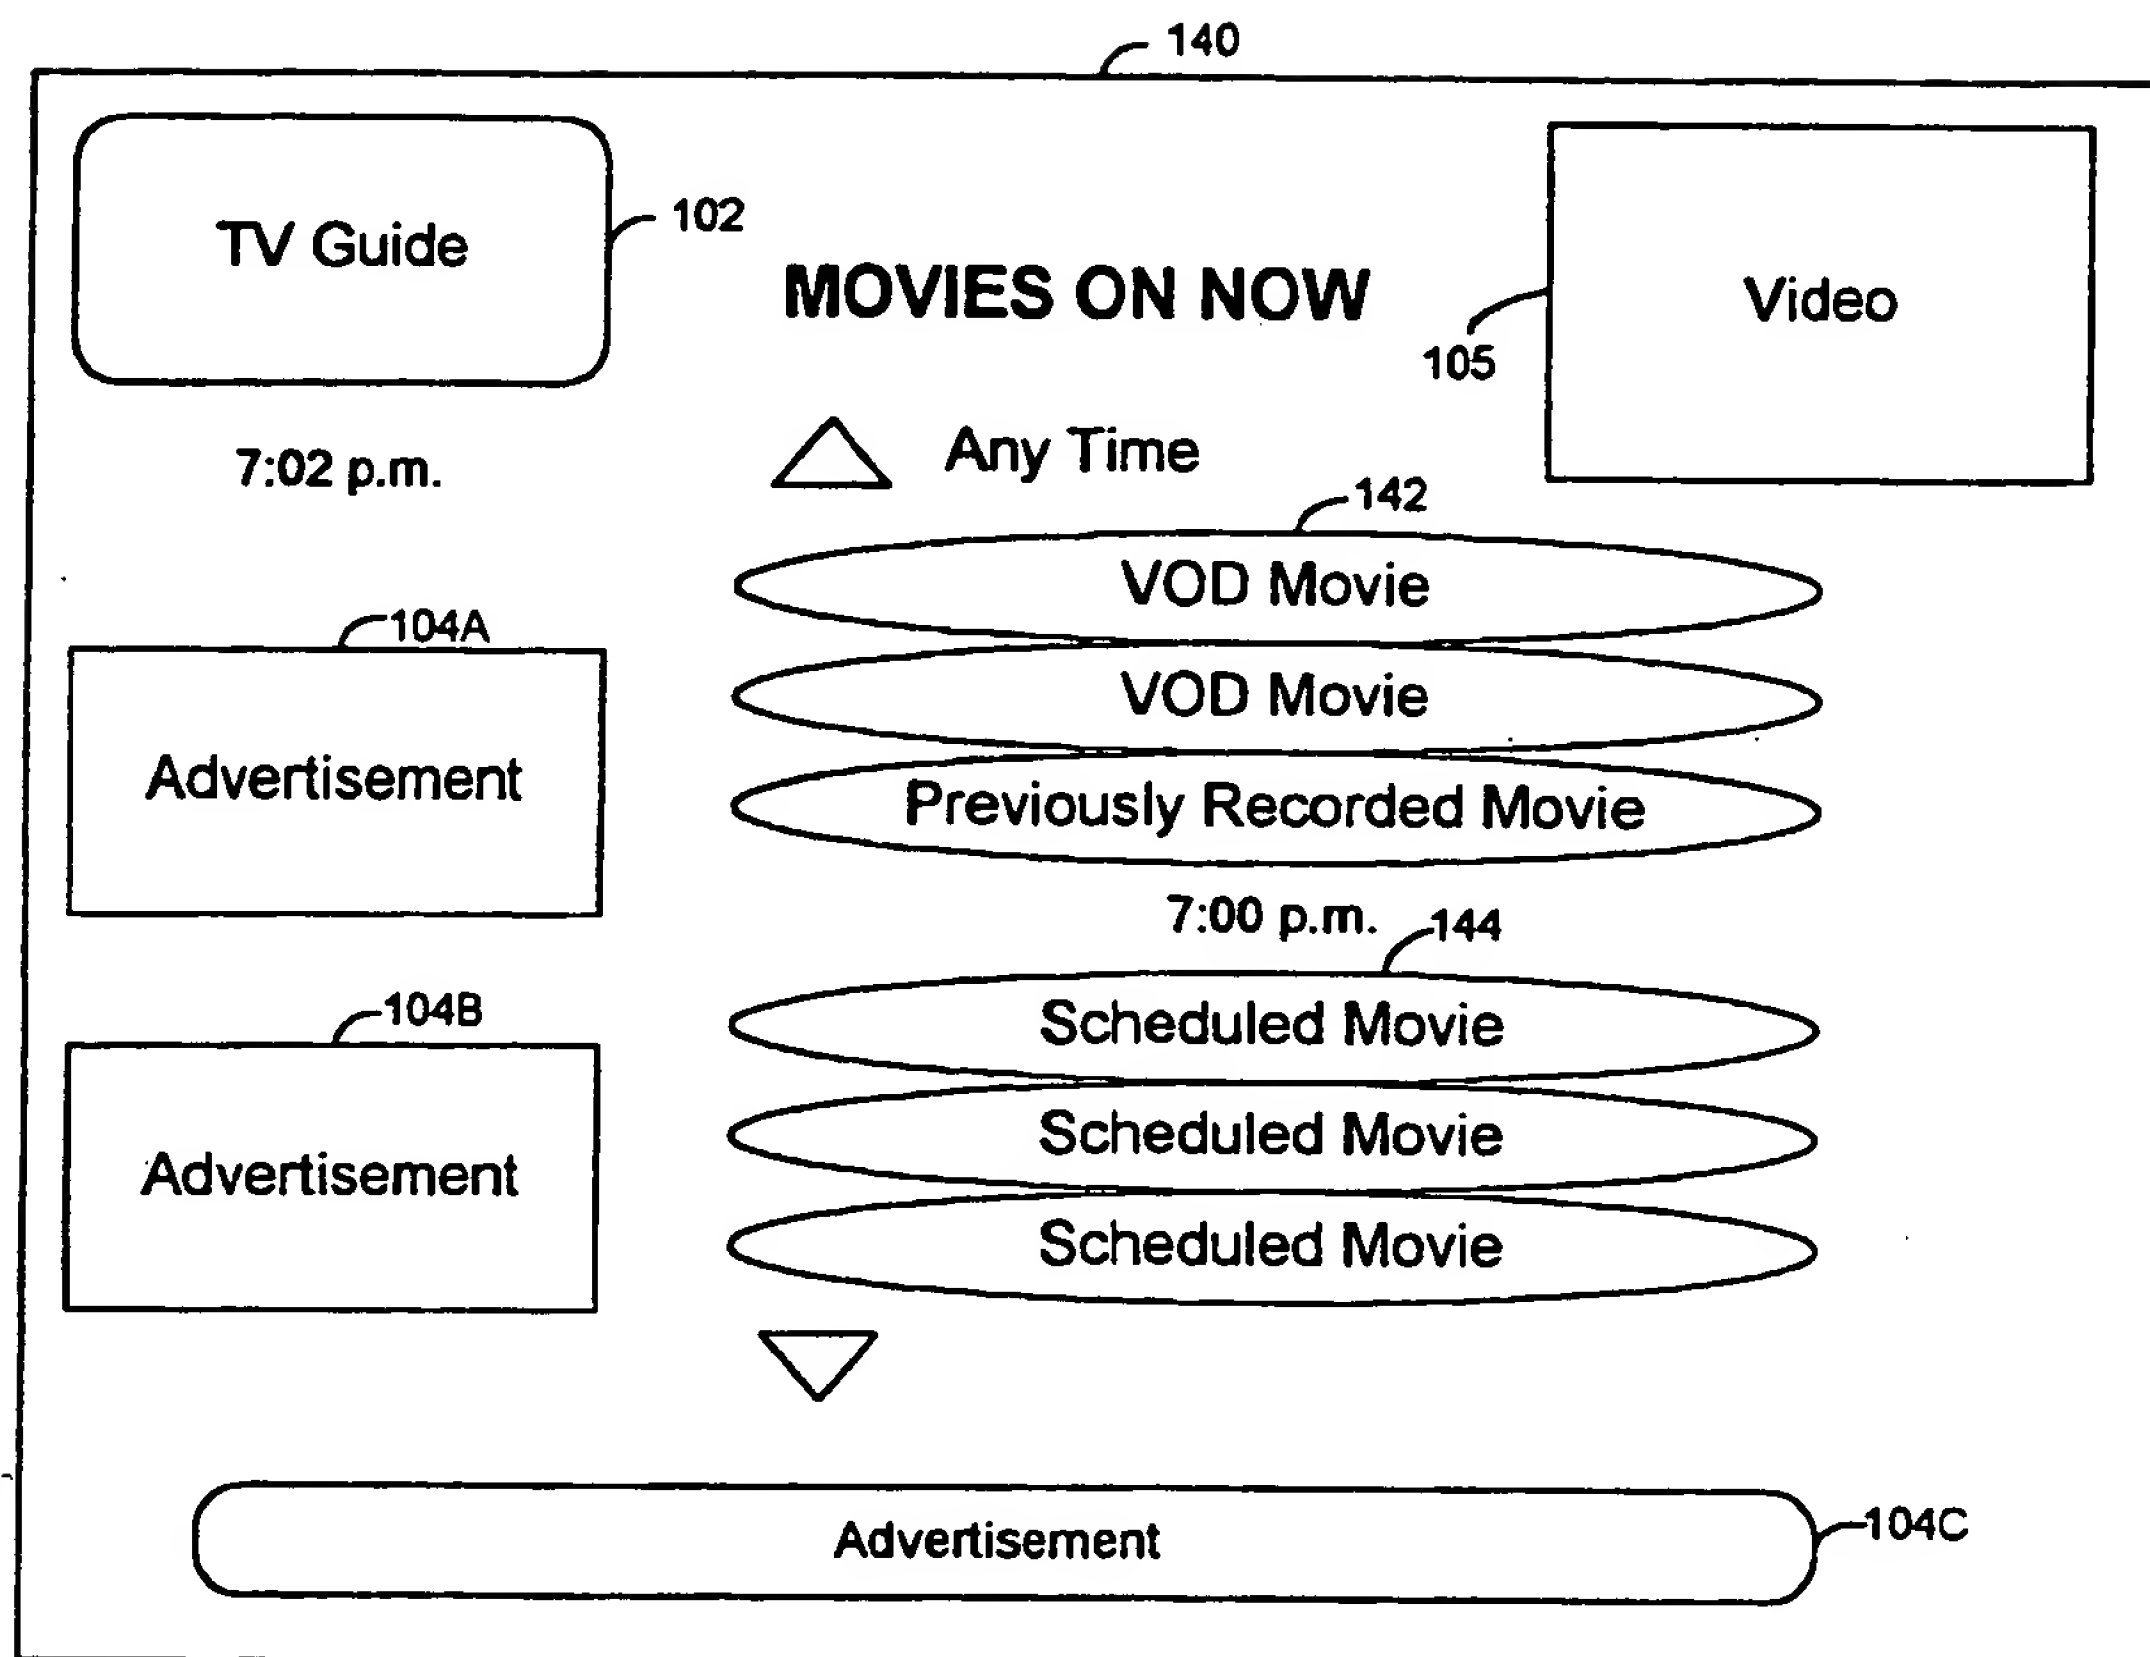 140
TV Guide
102
MOVIES ON NOW
Video
105
7:02 p.m.
Any Time
142
VOD Movie
104A
VOD Movie
Advertisement
Previously Recorded Movie
7:00 p.m.
144
104B
Scheduled Movie
Scheduled Movie
Advertisement
Scheduled Movie
Advertisement
104C